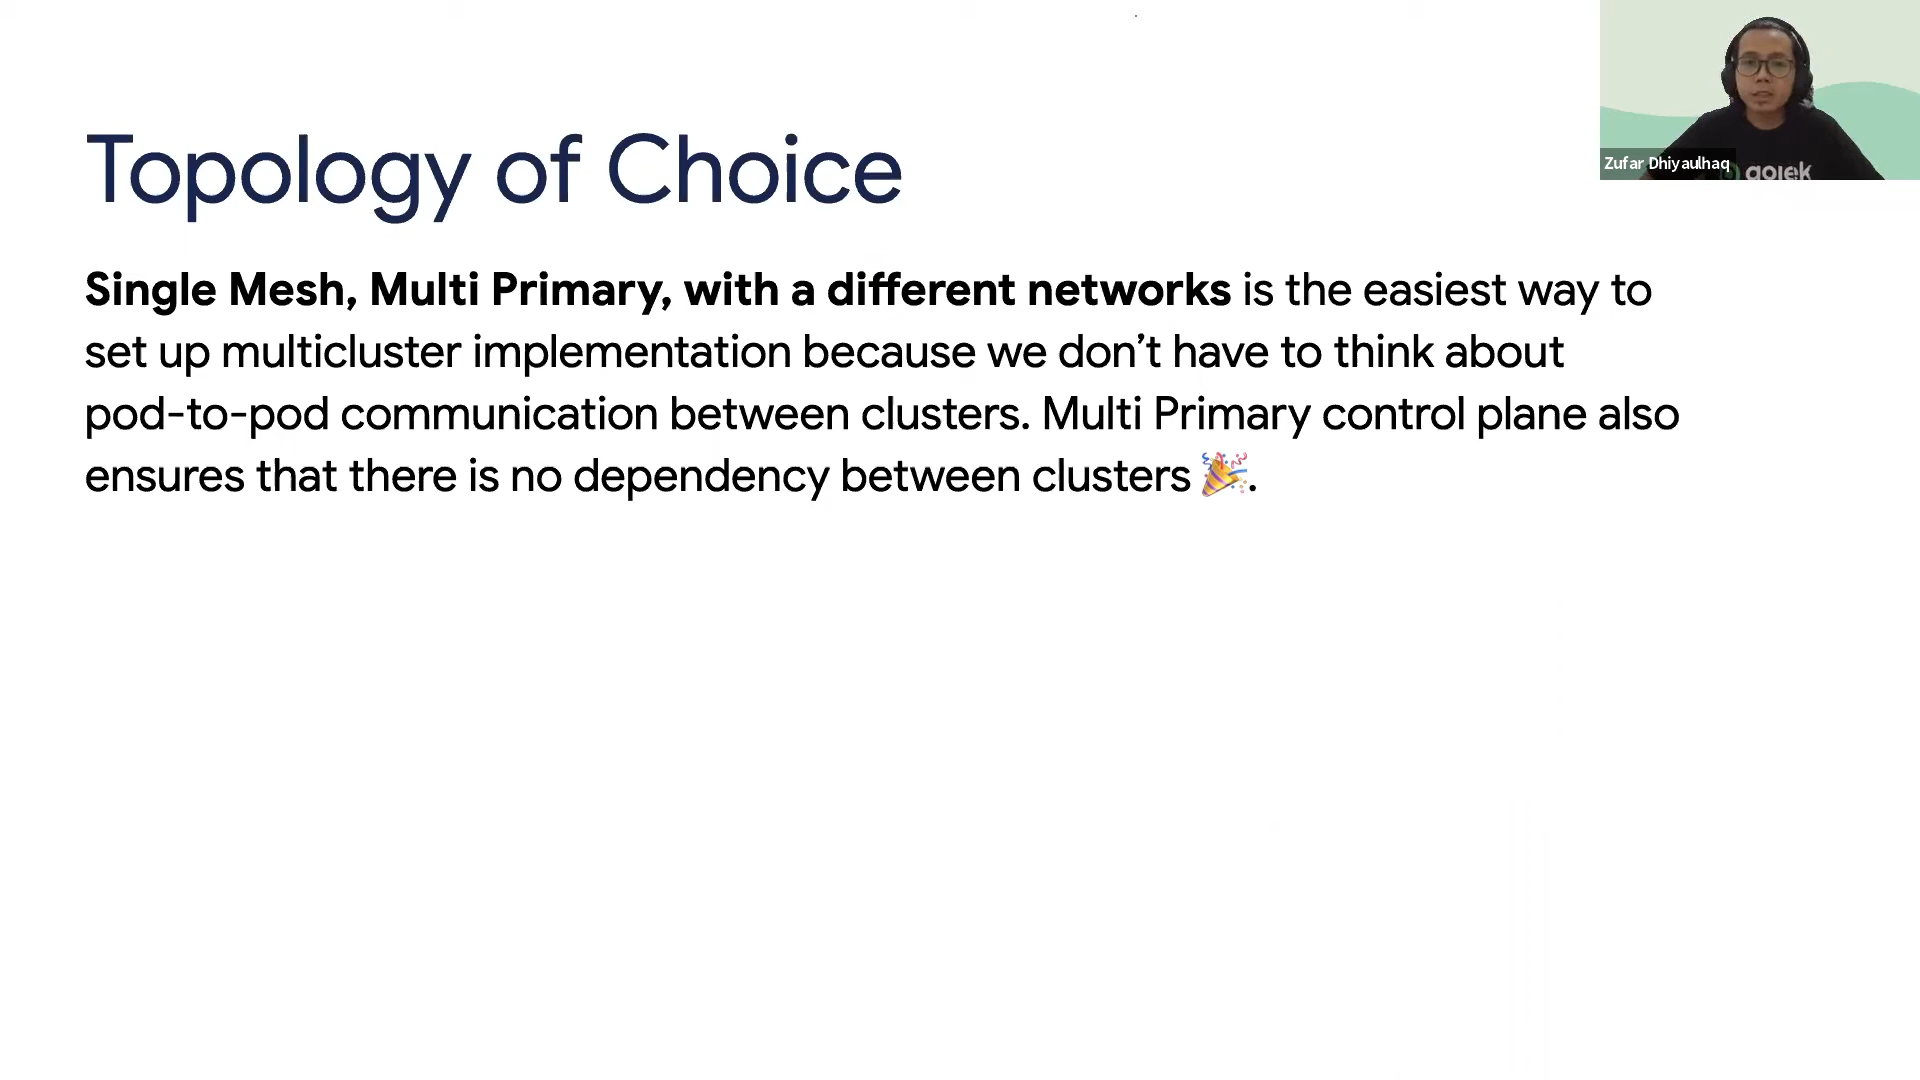 Topology of Choice
Single Mesh, Multi Primary, with a different networks is the easiest way to
set up multicluster implementation because we don’t have to think about
pod-to-pod communication between clusters. Multi Primary control plane also
ensures that there is no dependency between clusters 🎉.
Zufar Dhiyaulhaq
gojek